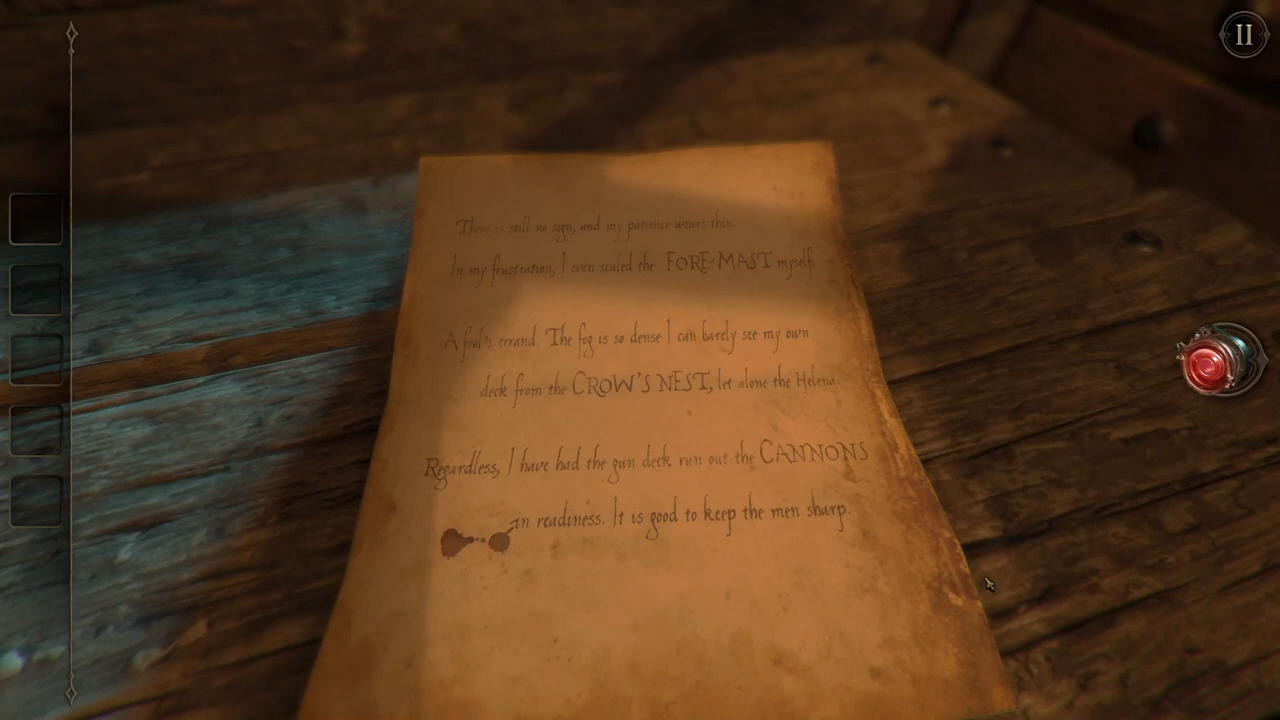 There is still no sign, and my patience wears thin.
In my frustration, I even scaled the FORE-MAST myself.
A fool's errand. The fog is so dense I can barely see my own
deck from the CROW'S NEST, let alone the Helena.
Regardless, I have had the gun deck run out the CANNONS
in readiness. It is good to keep the men sharp.